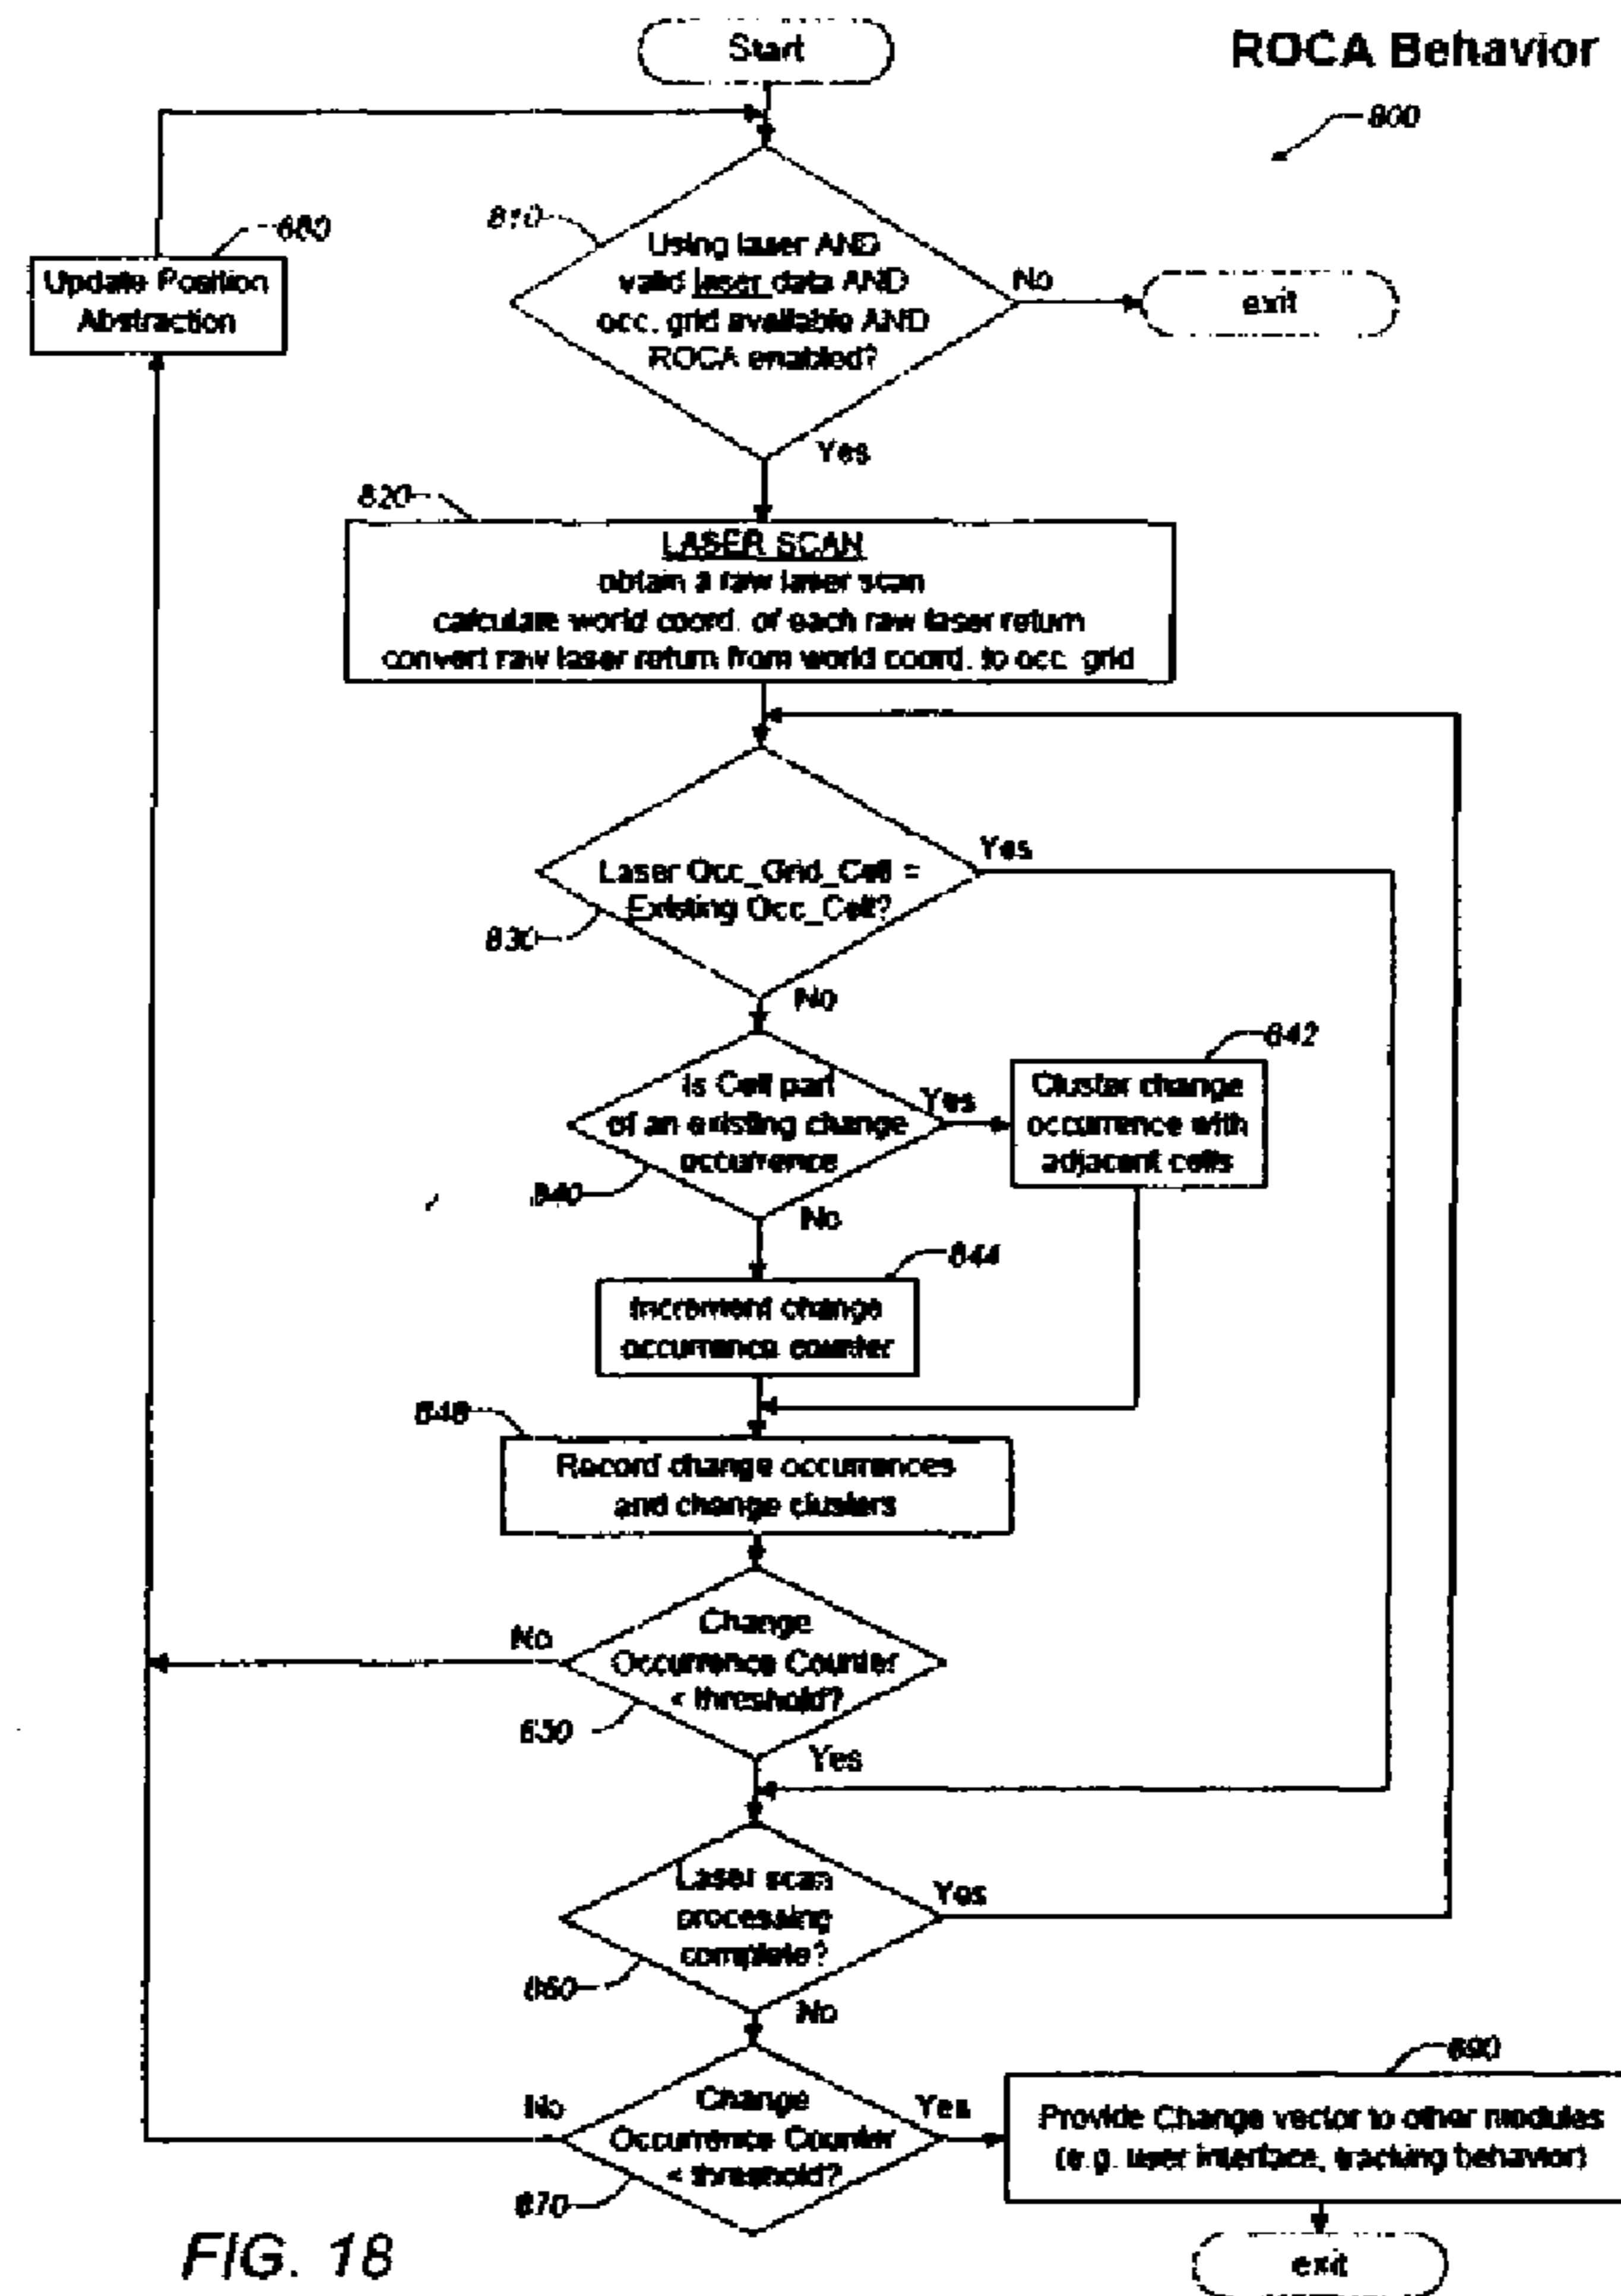 Start
ROCA Behavior
800
680
Update Position
Abstraction
810
Using laser AND
valid laser data AND
occ. grid available AND
ROCA enabled?
No
exit
Yes
820
LASER SCAN
obtain a raw laser scan
calculate world coord. of each raw laser return
convert raw laser return from world coord. to occ. grid
Laser Occ_Grid_Cell =
Existing Occ_Cell?
Yes
830
No
842
Is Cell part
of an existing change
occurrence
Yes
Cluster change
occurrence with
adjacent cells
840
No
844
Increment change
occurrence counter
Record change occurrences
and change clusters
Change
Occurrence Counter
< threshold?
No
850
Yes
Laser scan
processing
complete?
Yes
860
No
Change
Occurrence Counter
< threshold?
No
Yes
870
890
Provide Change vector to other modules
(e.g. user interface, tracking behavior)
exit
FIG. 18